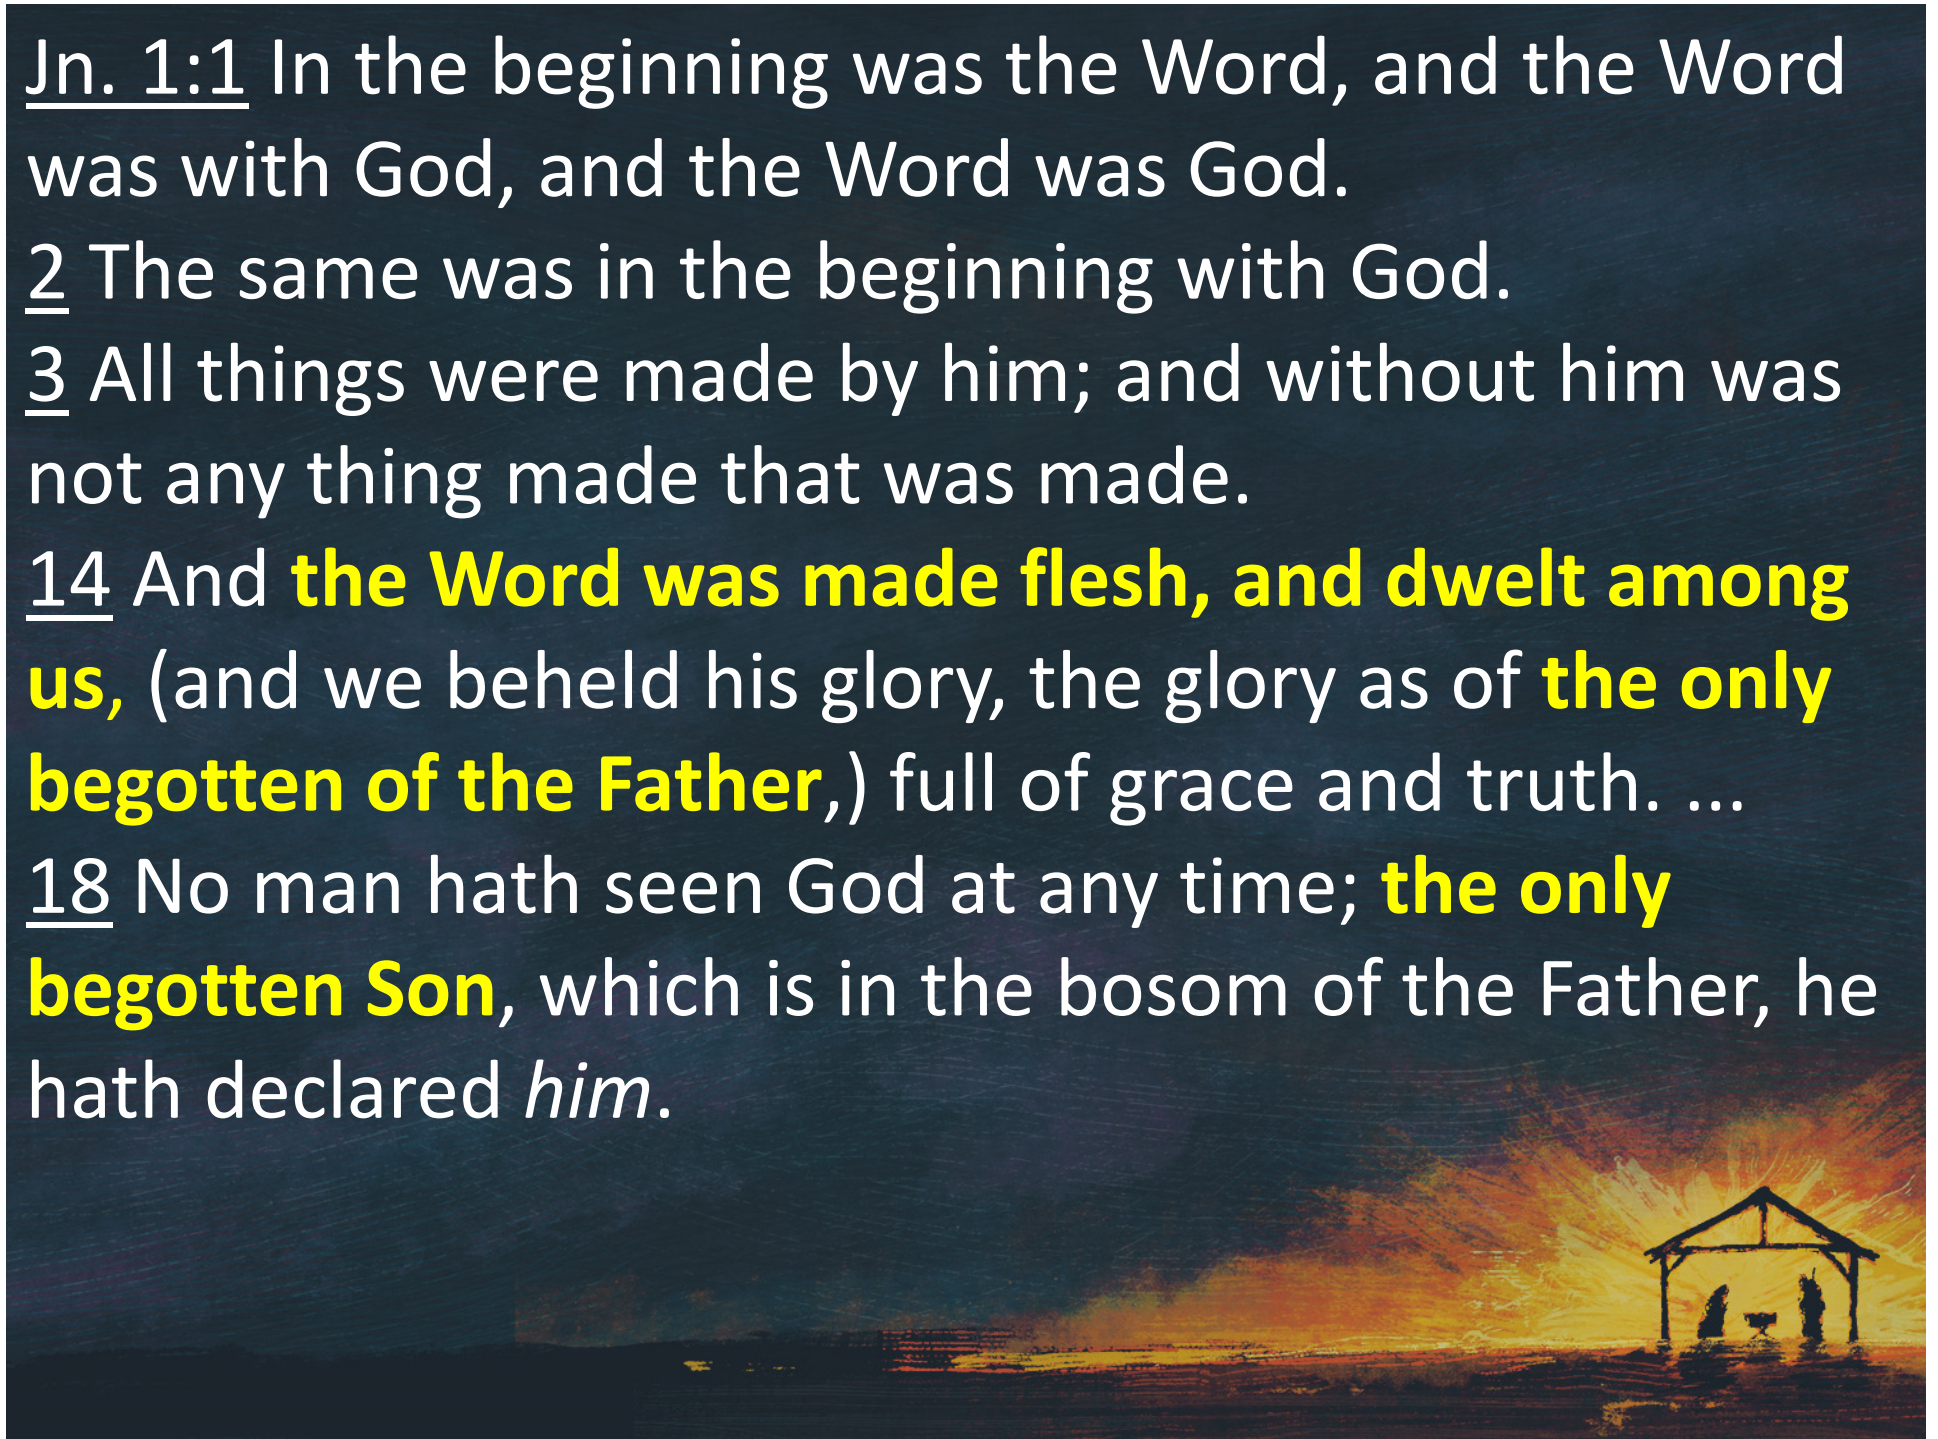 Jn. 1:1 In the beginning was the Word, and the Word
was with God, and the Word was God.
2 The same was in the beginning with God.
3 All things were made by him; and without him was
not any thing made that was made.
14 And the Word was made flesh, and dwelt among
us, (and we beheld his glory, the glory as of the only
begotten of the Father,) full of grace and truth. ...
18 No man hath seen God at any time; the only
begotten Son, which is in the bosom of the Father, he
hath declared him.